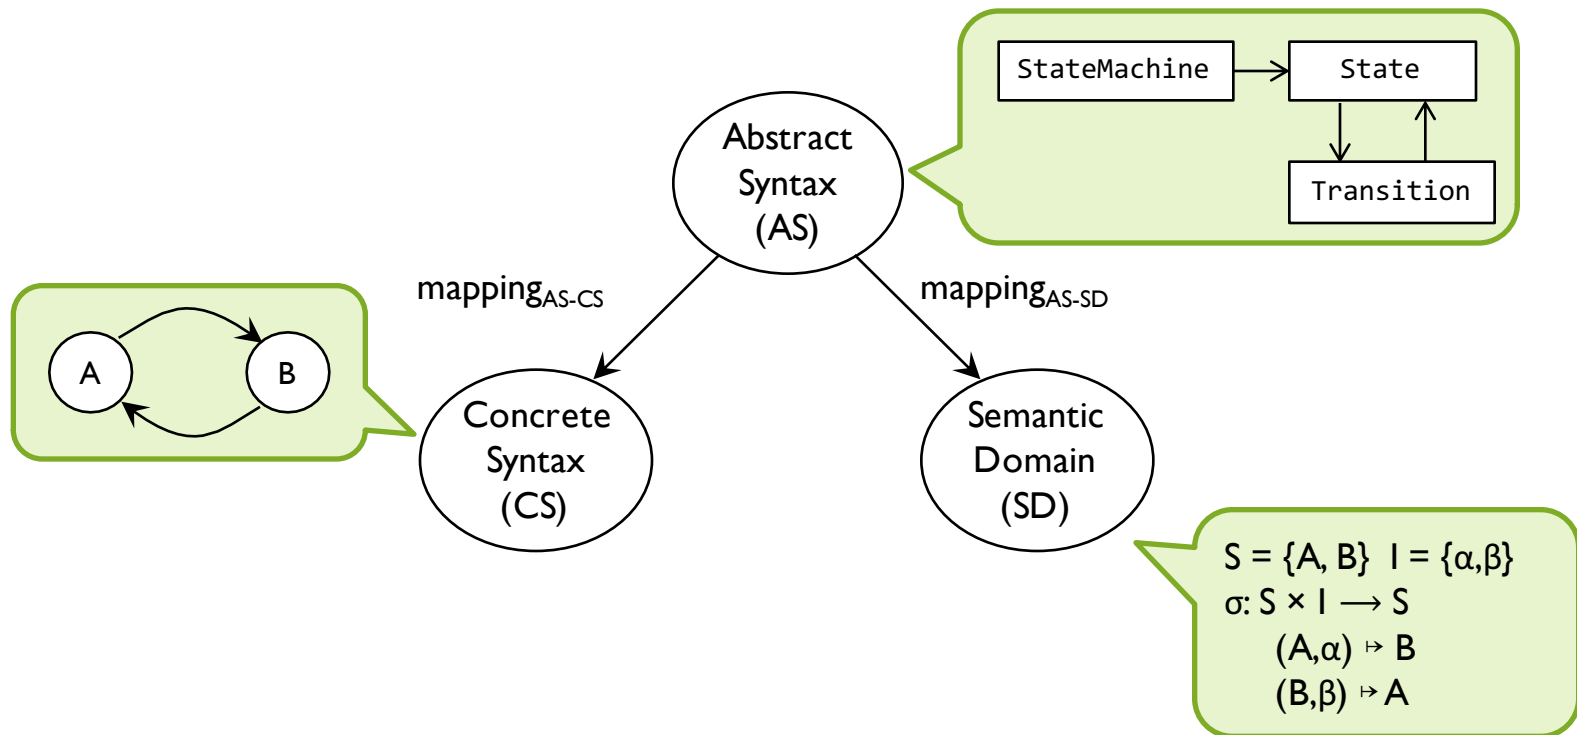 StateMachine
State
Transition
Abstract
Syntax
(AS)
mappingAS-CS
mappingAS-SD
A
B
Concrete
Syntax
(CS)
Semantic
Domain
(SD)
S = {A, B} I = {α,β}
σ: S × I ⟶ S
(A,α) ↦ B
(B,β) ↦ A